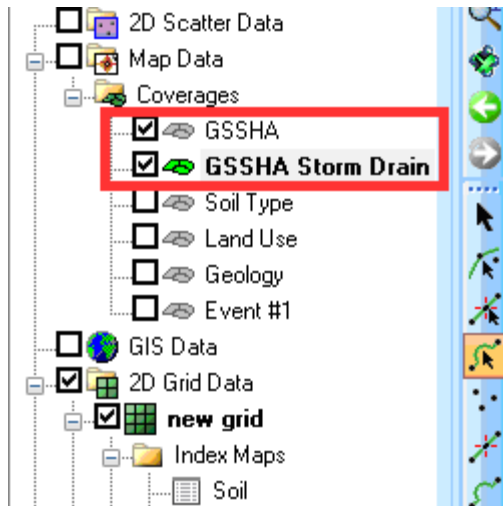 2D Scatter Data
Map Data
Coverages
GSSHA
GSSHA Storm Drain
Soil Type
Land Use
Geology
Event #1
GIS Data
2D Grid Data
new grid
Index Maps
Soil